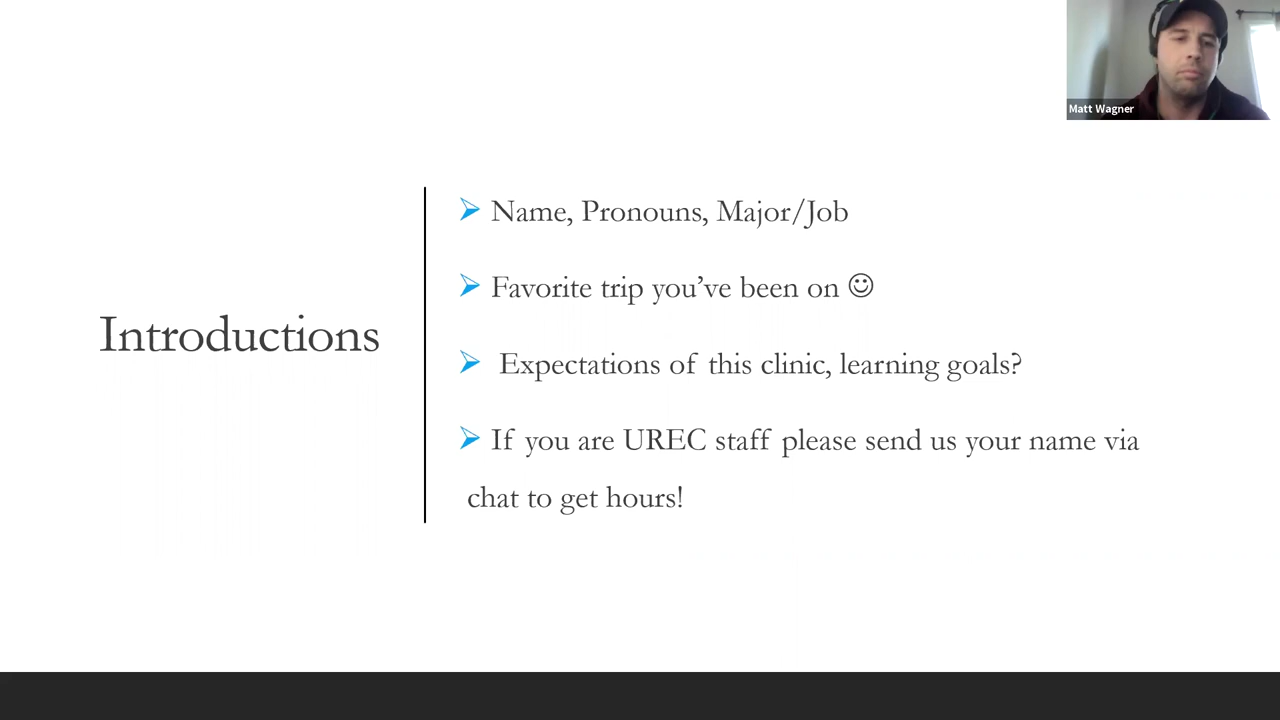 Matt Wagner
Introductions
Name, Pronouns, Major/Job
Favorite trip you’ve been on ☺
Expectations of this clinic, learning goals?
If you are UREC staff please send us your name via
chat to get hours!